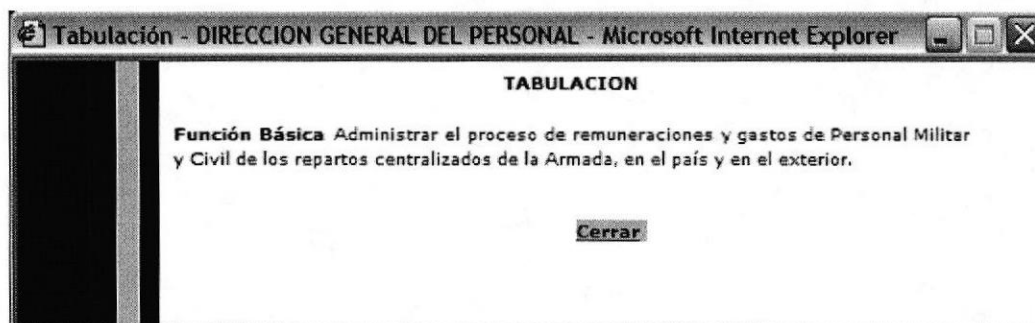 Tabulación - DIRECCION GENERAL DEL PERSONAL - Microsoft Internet Explorer
TABULACION
Función Básica Administrar el proceso de remuneraciones y gastos de Personal Militar
y Civil de los repartos centralizados de la Armada, en el país y en el exterior.
Cerrar